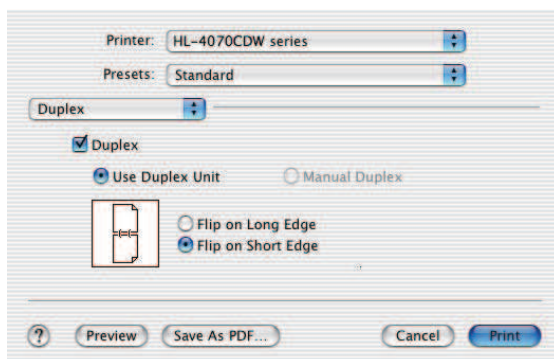 Printer: HL-4070CDW series
Presets: Standard
Duplex
Duplex
Use Duplex Unit Manual Duplex
Flip on Long Edge
Flip on Short Edge
? Preview Save As PDF... Cancel Print